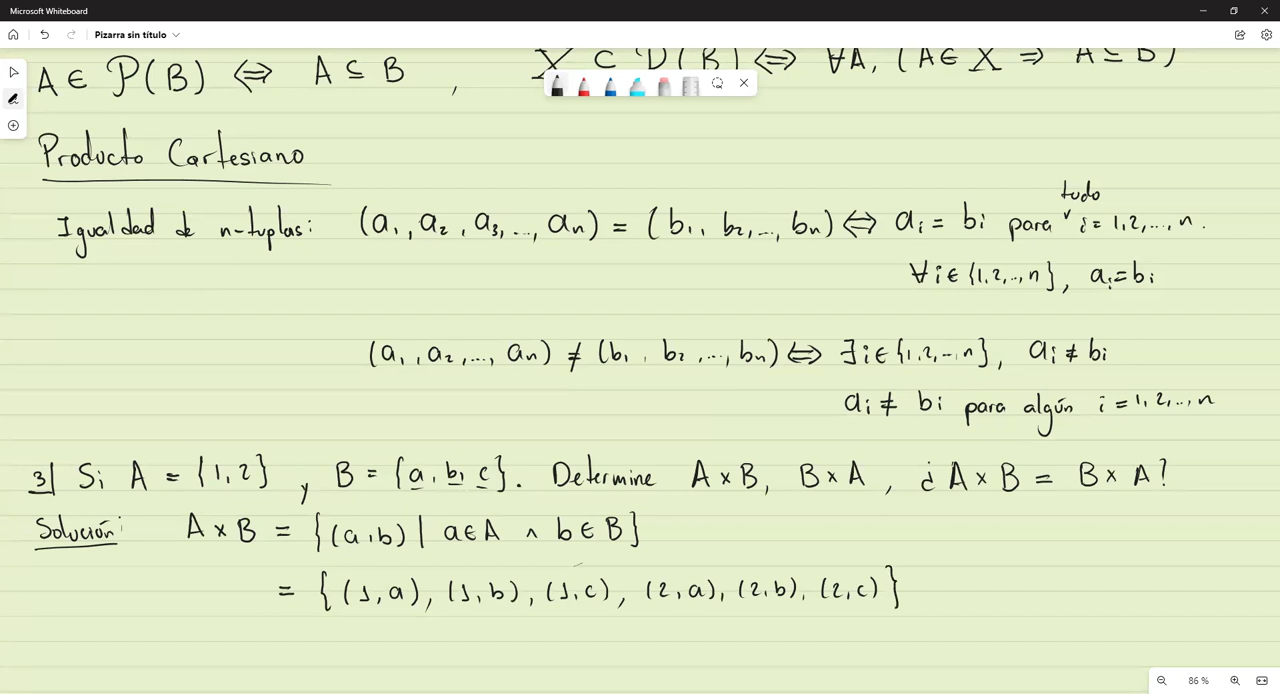 Microsoft Whiteboard
Pizarra sin título
A ∈ P(B) ⇔ A ⊆ B , X ⊂ P(B) ⇔ ∀A, (A ∈ X ⇒ A ⊆ B)
Producto Cartesiano
todo
Igualdad de n-tuplas: (a₁, a₂, a₃, ..., aₙ) = (b₁, b₂, ..., bₙ) ⇔ aᵢ = bᵢ para ˅ i = 1, 2, ..., n.
∀ i ∈ {1, 2, .., n}, aᵢ = bᵢ
(a₁, a₂, ..., aₙ) ≠ (b₁, b₂, ..., bₙ) ⇔ ∃ i ∈ {1, 2, ..., n}, aᵢ ≠ bᵢ
aᵢ ≠ bᵢ para algún i = 1, 2, .., n
3| Si A = {1, 2} y B = {a, b, c}. Determine A × B, B × A, ¿A × B = B × A?
Solución: A × B = {(a, b) | a ∈ A ∧ b ∈ B}
= {(1, a), (1, b), (1, c), (2, a), (2, b), (2, c)}
86 %